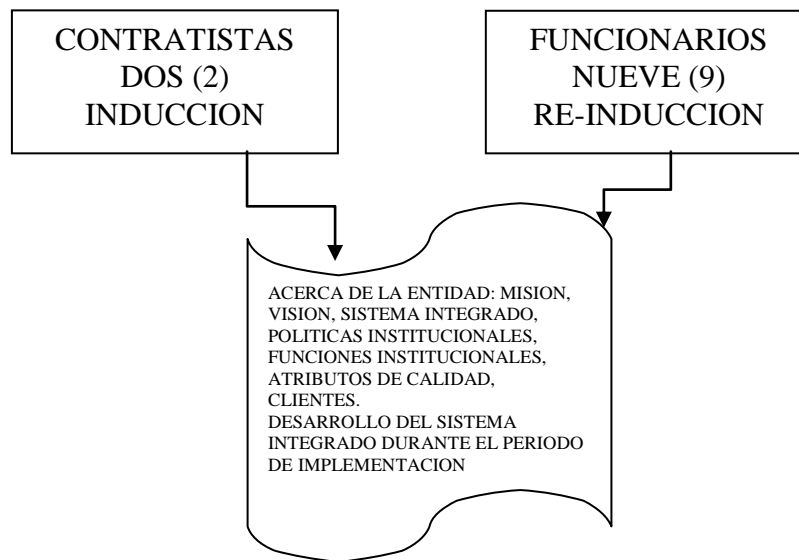 CONTRATISTAS
DOS (2)
INDUCCION
FUNCIONARIOS
NUEVE (9)
RE-INDUCCION
ACERCA DE LA ENTIDAD: MISION,
VISION, SISTEMA INTEGRADO,
POLITICAS INSTITUCIONALES,
FUNCIONES INSTITUCIONALES,
ATRIBUTOS DE CALIDAD,
CLIENTES.
DESARROLLO DEL SISTEMA
INTEGRADO DURANTE EL PERIODO
DE IMPLEMENTACION